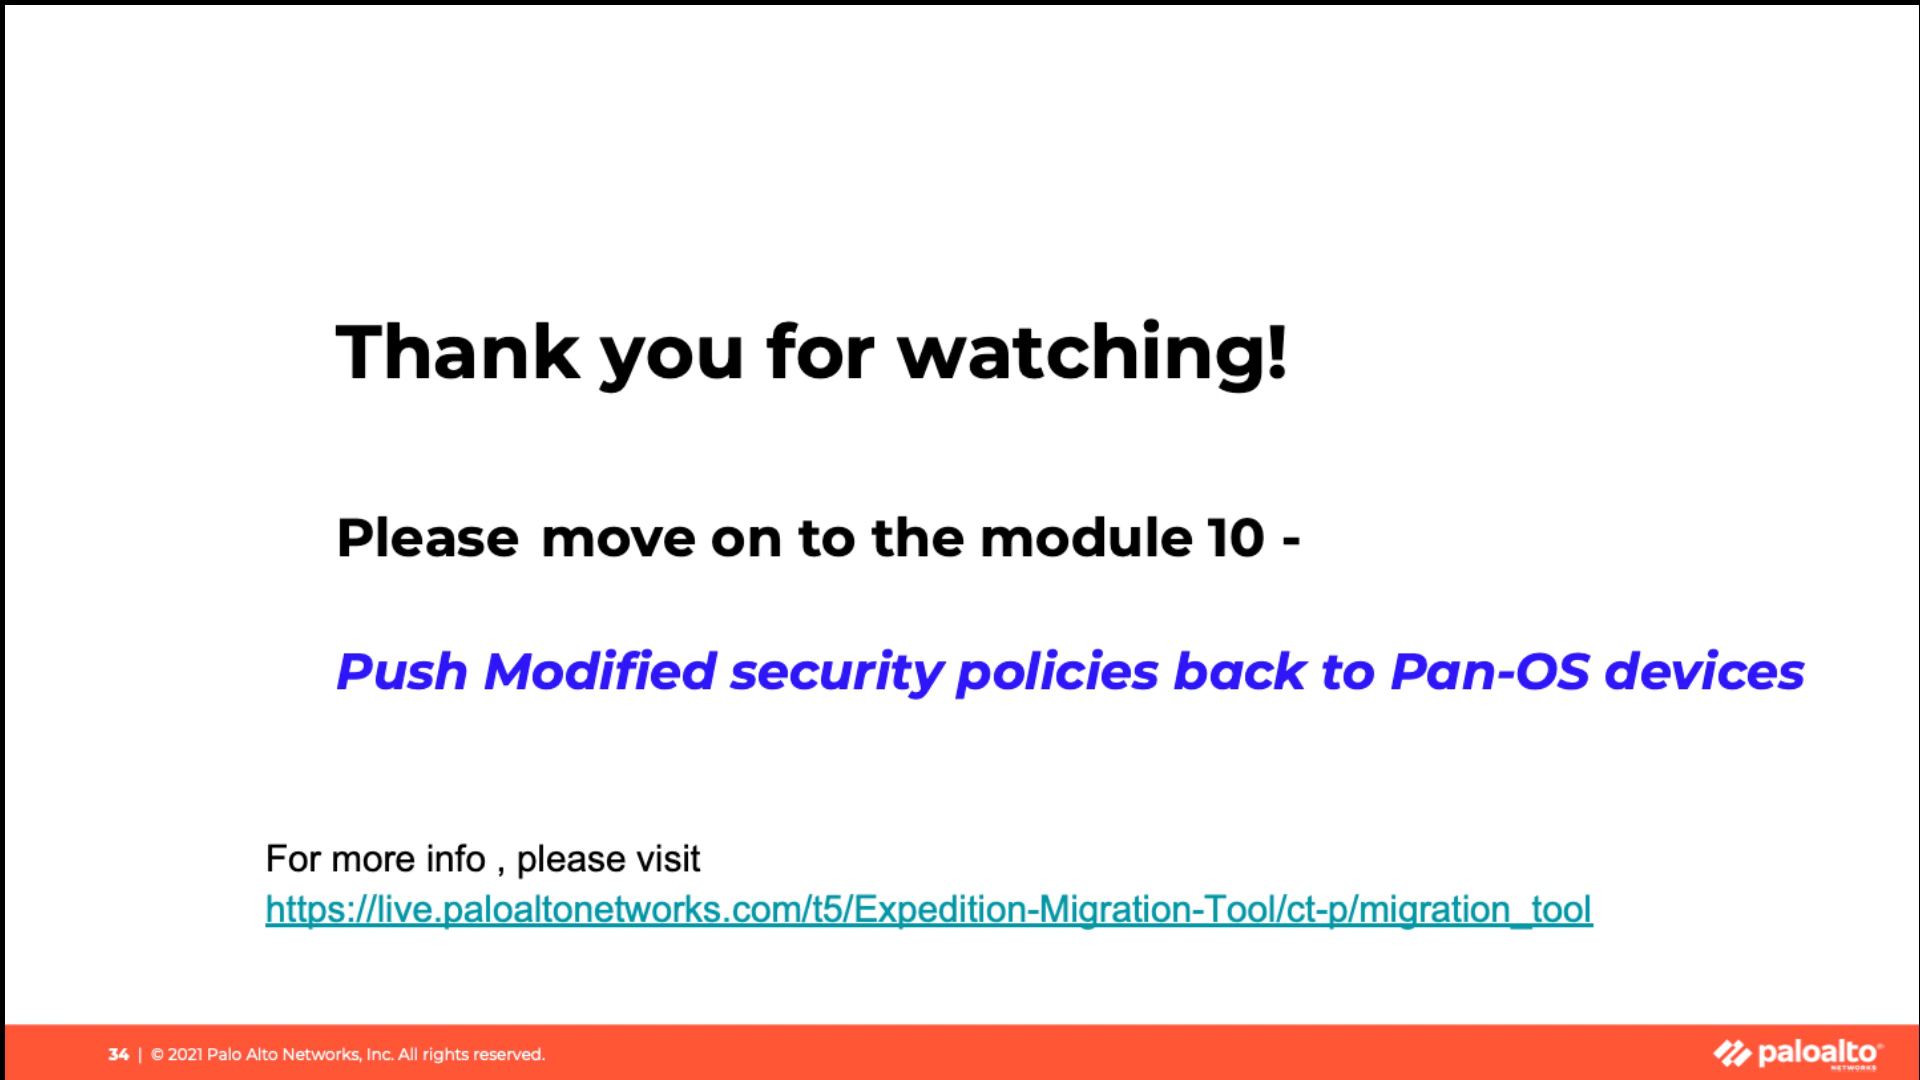 Thank you for watching!
Please move on to the module 10 -
Push Modified security policies back to Pan-OS devices
For more info , please visit
https://live.paloaltonetworks.com/t5/Expedition-Migration-Tool/ct-p/migration_tool
34 | © 2021 Palo Alto Networks, Inc. All rights reserved.
paloalto®
NETWORKS